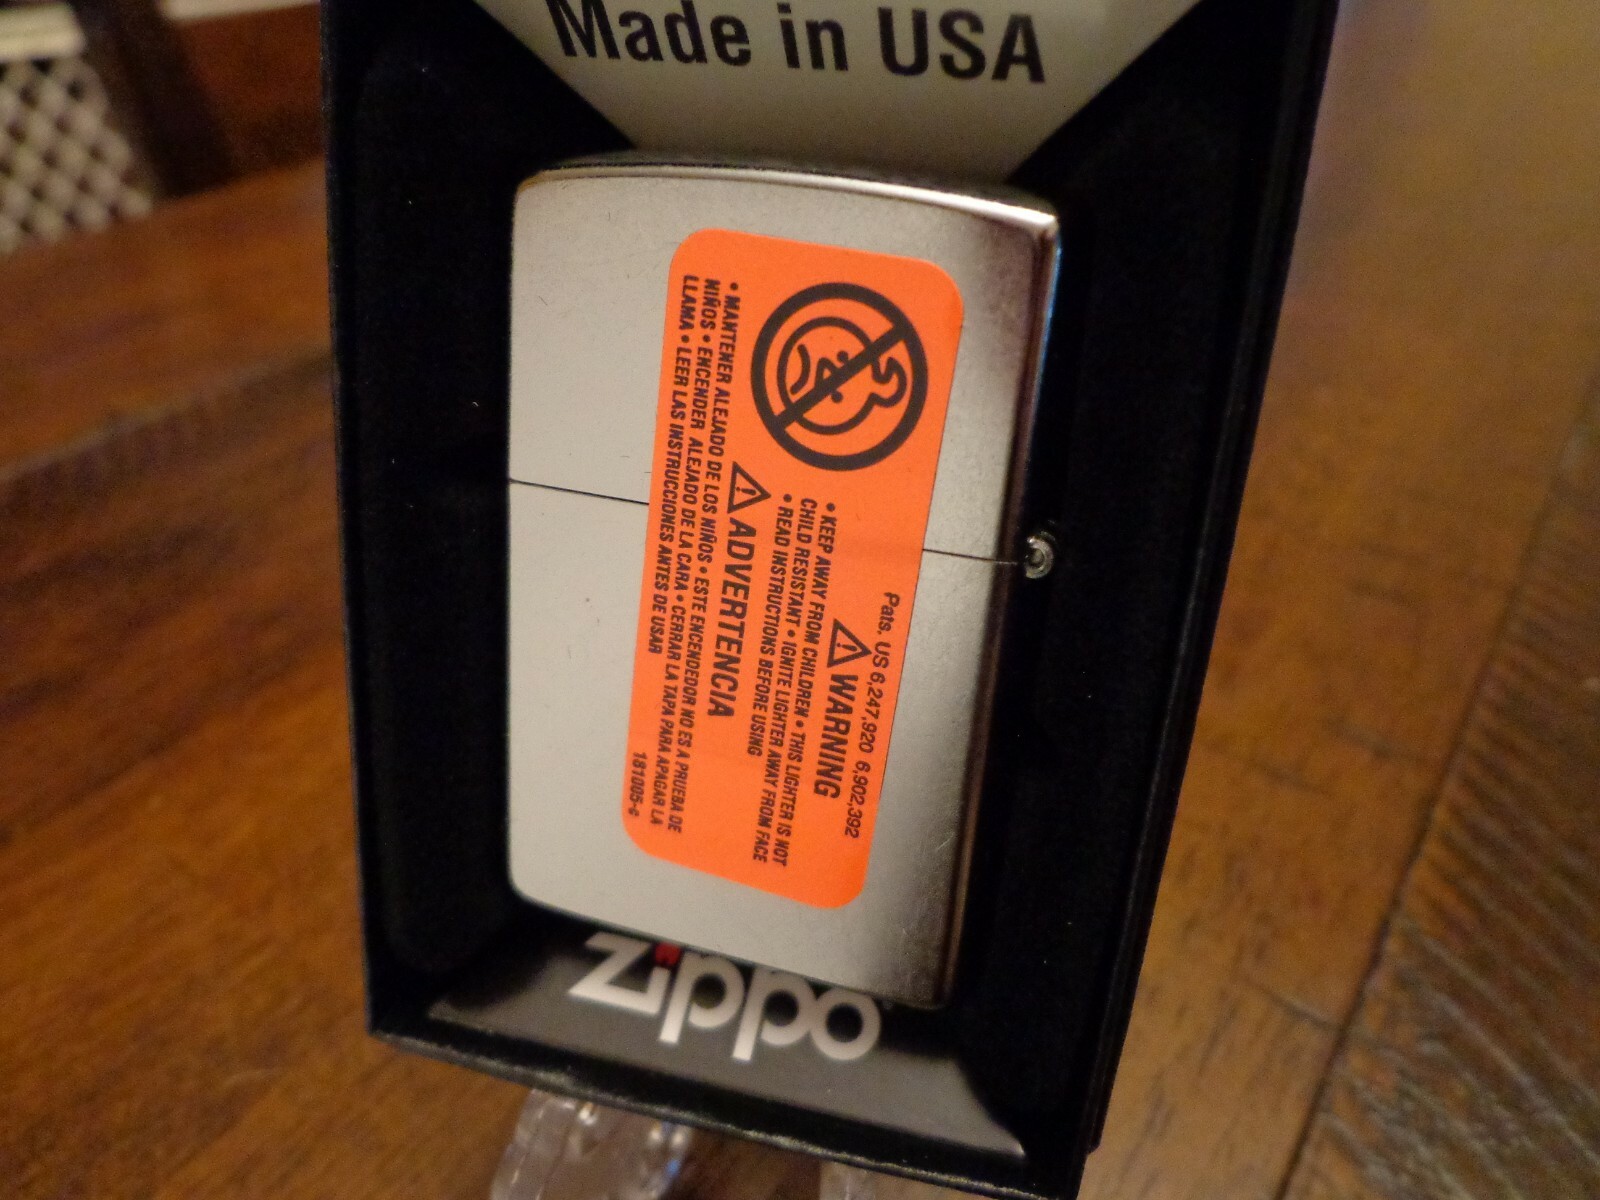 Made in USA
Pats. US 6,247,920 6,902,392
WARNING
• KEEP AWAY FROM CHILDREN • THIS LIGHTER IS NOT
CHILD RESISTANT • IGNITE LIGHTER AWAY FROM FACE
• READ INSTRUCTIONS BEFORE USING
ADVERTENCIA
• MANTENER ALEJADO DE LOS NIÑOS • ESTE ENCENDEDOR NO ES A PRUEBA DE
NIÑOS • ENCENDER ALEJADO DE LA CARA • CERRAR LA TAPA PARA APAGAR LA
LLAMA • LEER LAS INSTRUCCIONES ANTES DE USAR
181005-G
zippo